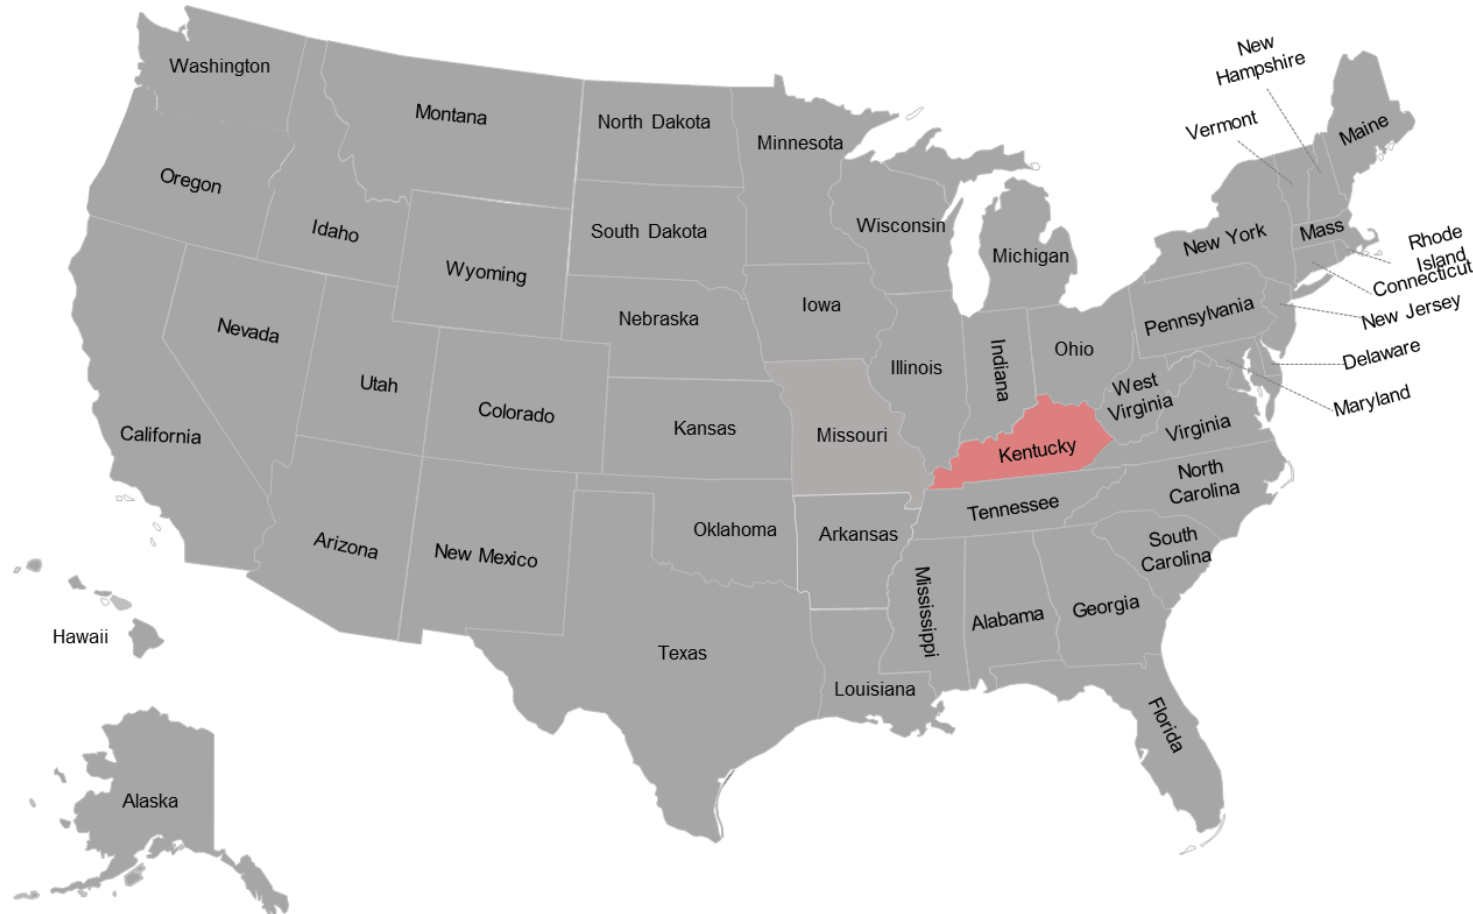 New
Hampshire
Washington
Montana
North Dakota
Minnesota
Vermont
Maine
Oregon
Idaho
South Dakota
Wisconsin
Michigan
New York
Mass
Rhode
Island
Connecticut
Wyoming
Nebraska
Iowa
Pennsylvania
New Jersey
Nevada
Utah
Colorado
Illinois
Indiana
Ohio
Delaware
West
Virginia
Maryland
California
Kansas
Missouri
Kentucky
Virginia
North
Carolina
Arizona
New Mexico
Oklahoma
Arkansas
Tennessee
South
Carolina
Mississippi
Alabama
Georgia
Hawaii
Texas
Louisiana
Florida
Alaska